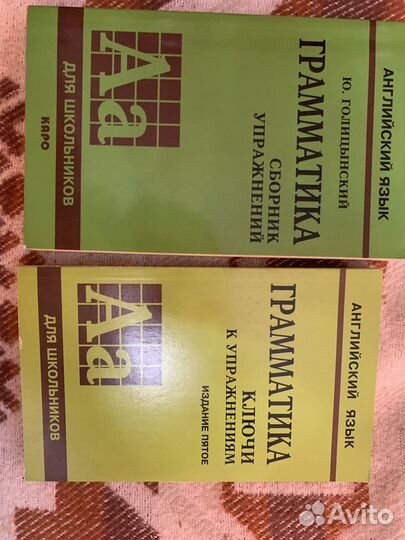 АНГЛИЙСКИЙ ЯЗЫК
Ю. ГОЛИЦЫНСКИЙ
ГРАММАТИКА
СБОРНИК
УПРАЖНЕНИЙ
Аа
ДЛЯ ШКОЛЬНИКОВ
КАРО
АНГЛИЙСКИЙ ЯЗЫК
ГРАММАТИКА
КЛЮЧИ
К УПРАЖНЕНИЯМ
ИЗДАНИЕ ПЯТОЕ
Аа
ДЛЯ ШКОЛЬНИКОВ
Avito